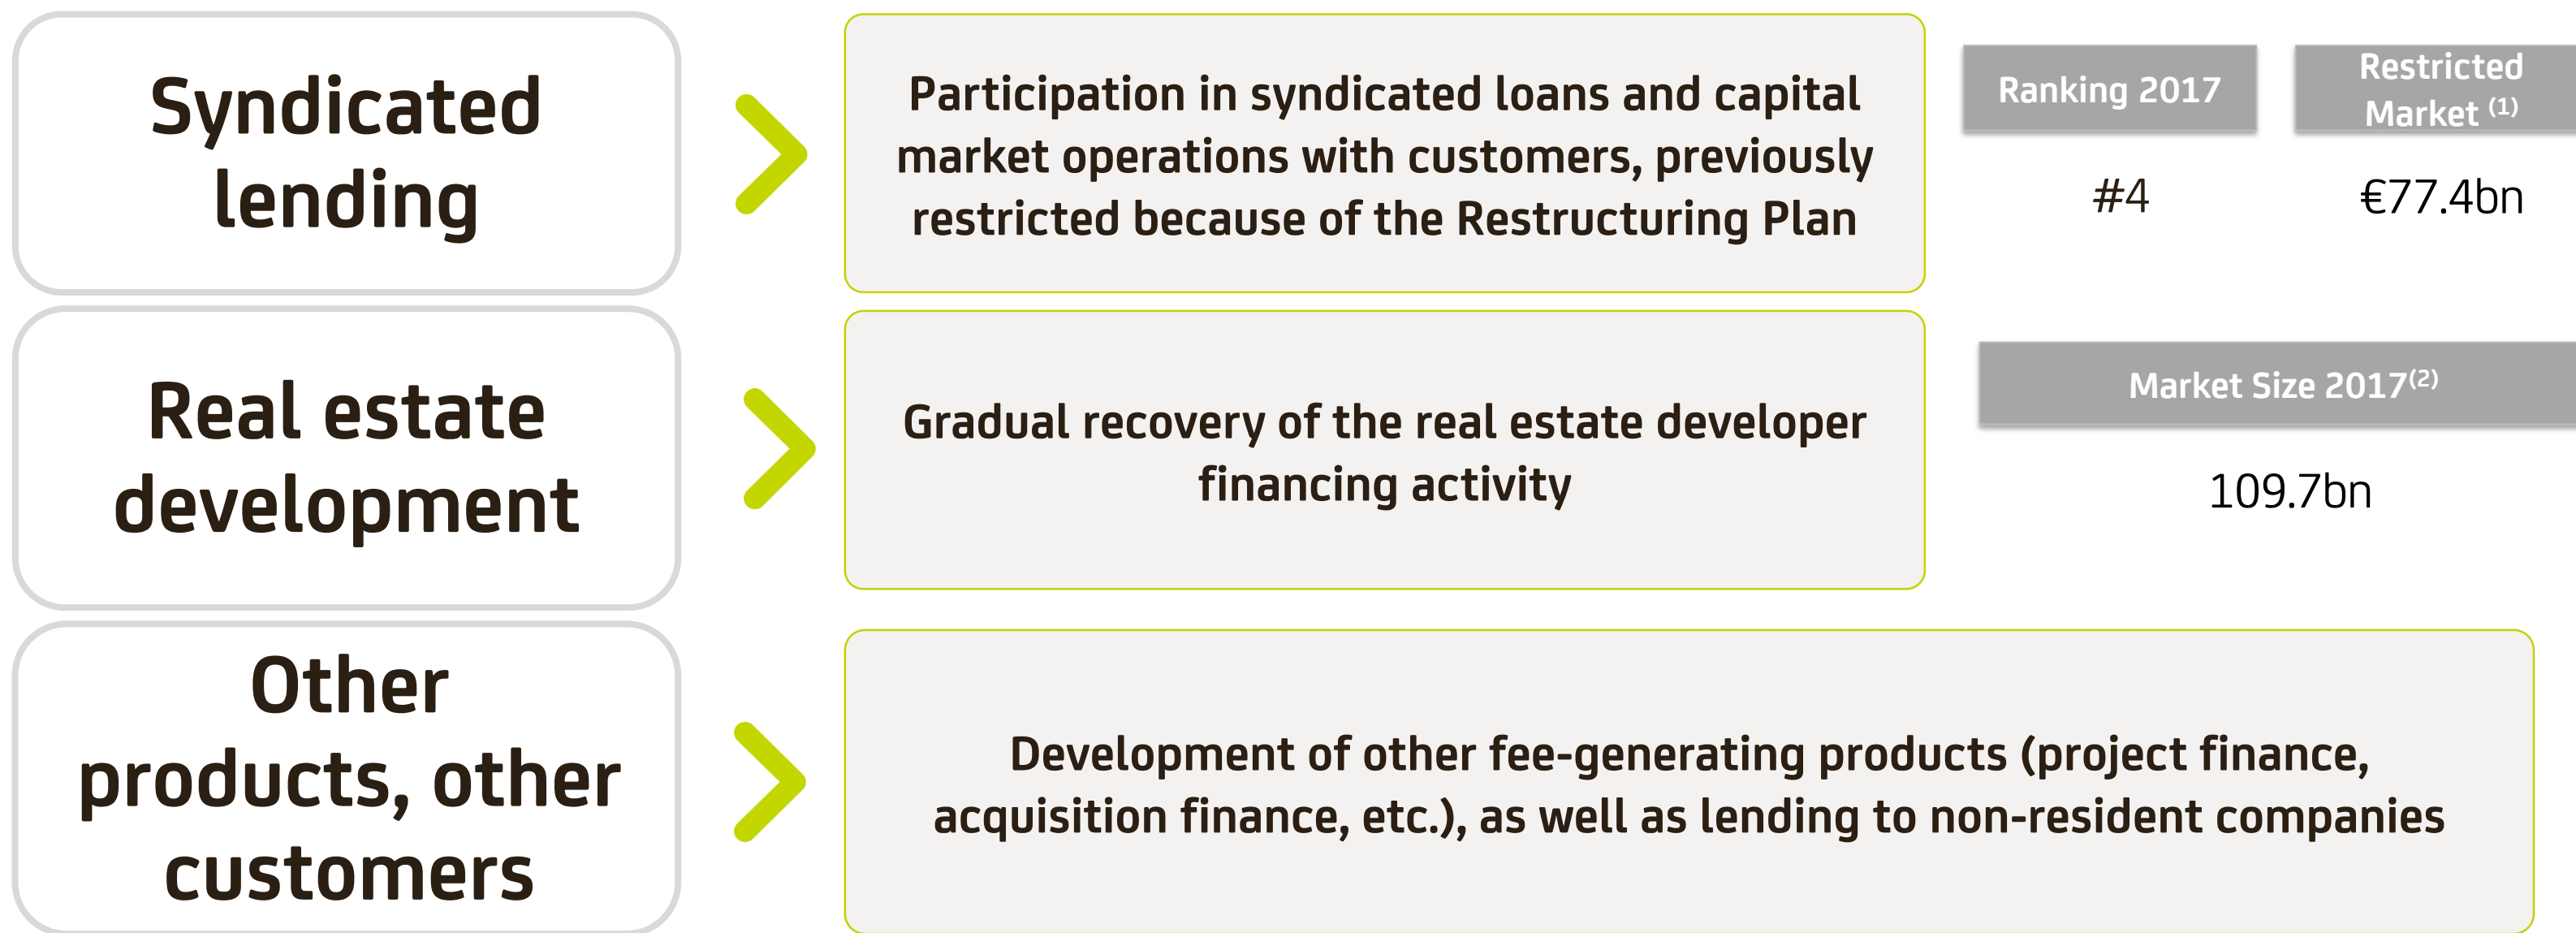 Syndicated
lending
Participation in syndicated loans and capital
market operations with customers, previously
restricted because of the Restructuring Plan
Ranking 2017
#4
Restricted
Market (1)
€77.4bn
Real estate
development
Gradual recovery of the real estate developer
financing activity
Market Size 2017(2)
109.7bn
Other
products, other
customers
Development of other fee-generating products (project finance,
acquisition finance, etc.), as well as lending to non-resident companies